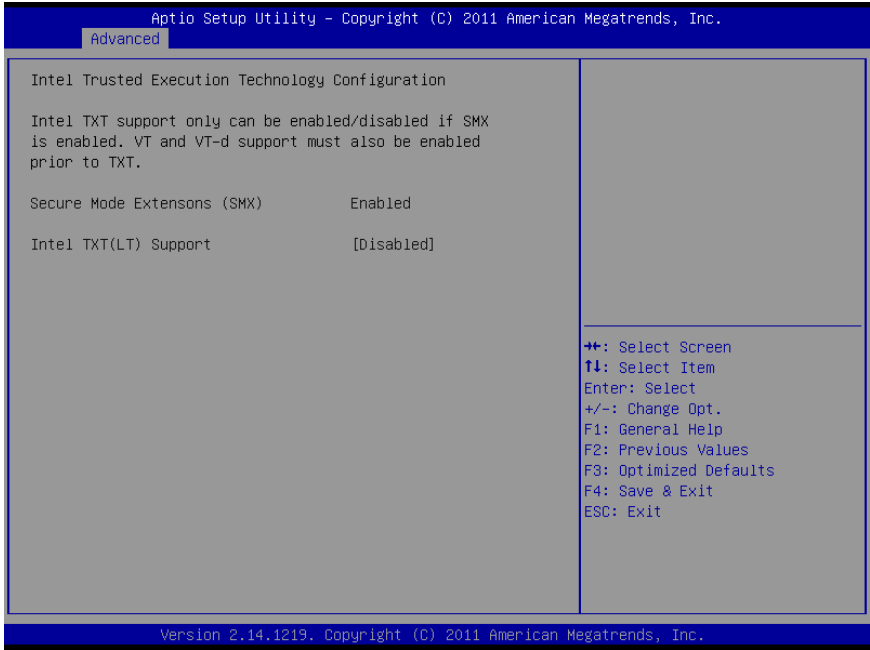 Aptio Setup Utility – Copyright (C) 2011 American Megatrends, Inc.
Advanced
Intel Trusted Execution Technology Configuration
Intel TXT support only can be enabled/disabled if SMX
is enabled. VT and VT-d support must also be enabled
prior to TXT.
Secure Mode Extensons (SMX) Enabled
Intel TXT(LT) Support [Disabled]
→←: Select Screen
↑↓: Select Item
Enter: Select
+/-: Change Opt.
F1: General Help
F2: Previous Values
F3: Optimized Defaults
F4: Save & Exit
ESC: Exit
Version 2.14.1219. Copyright (C) 2011 American Megatrends, Inc.